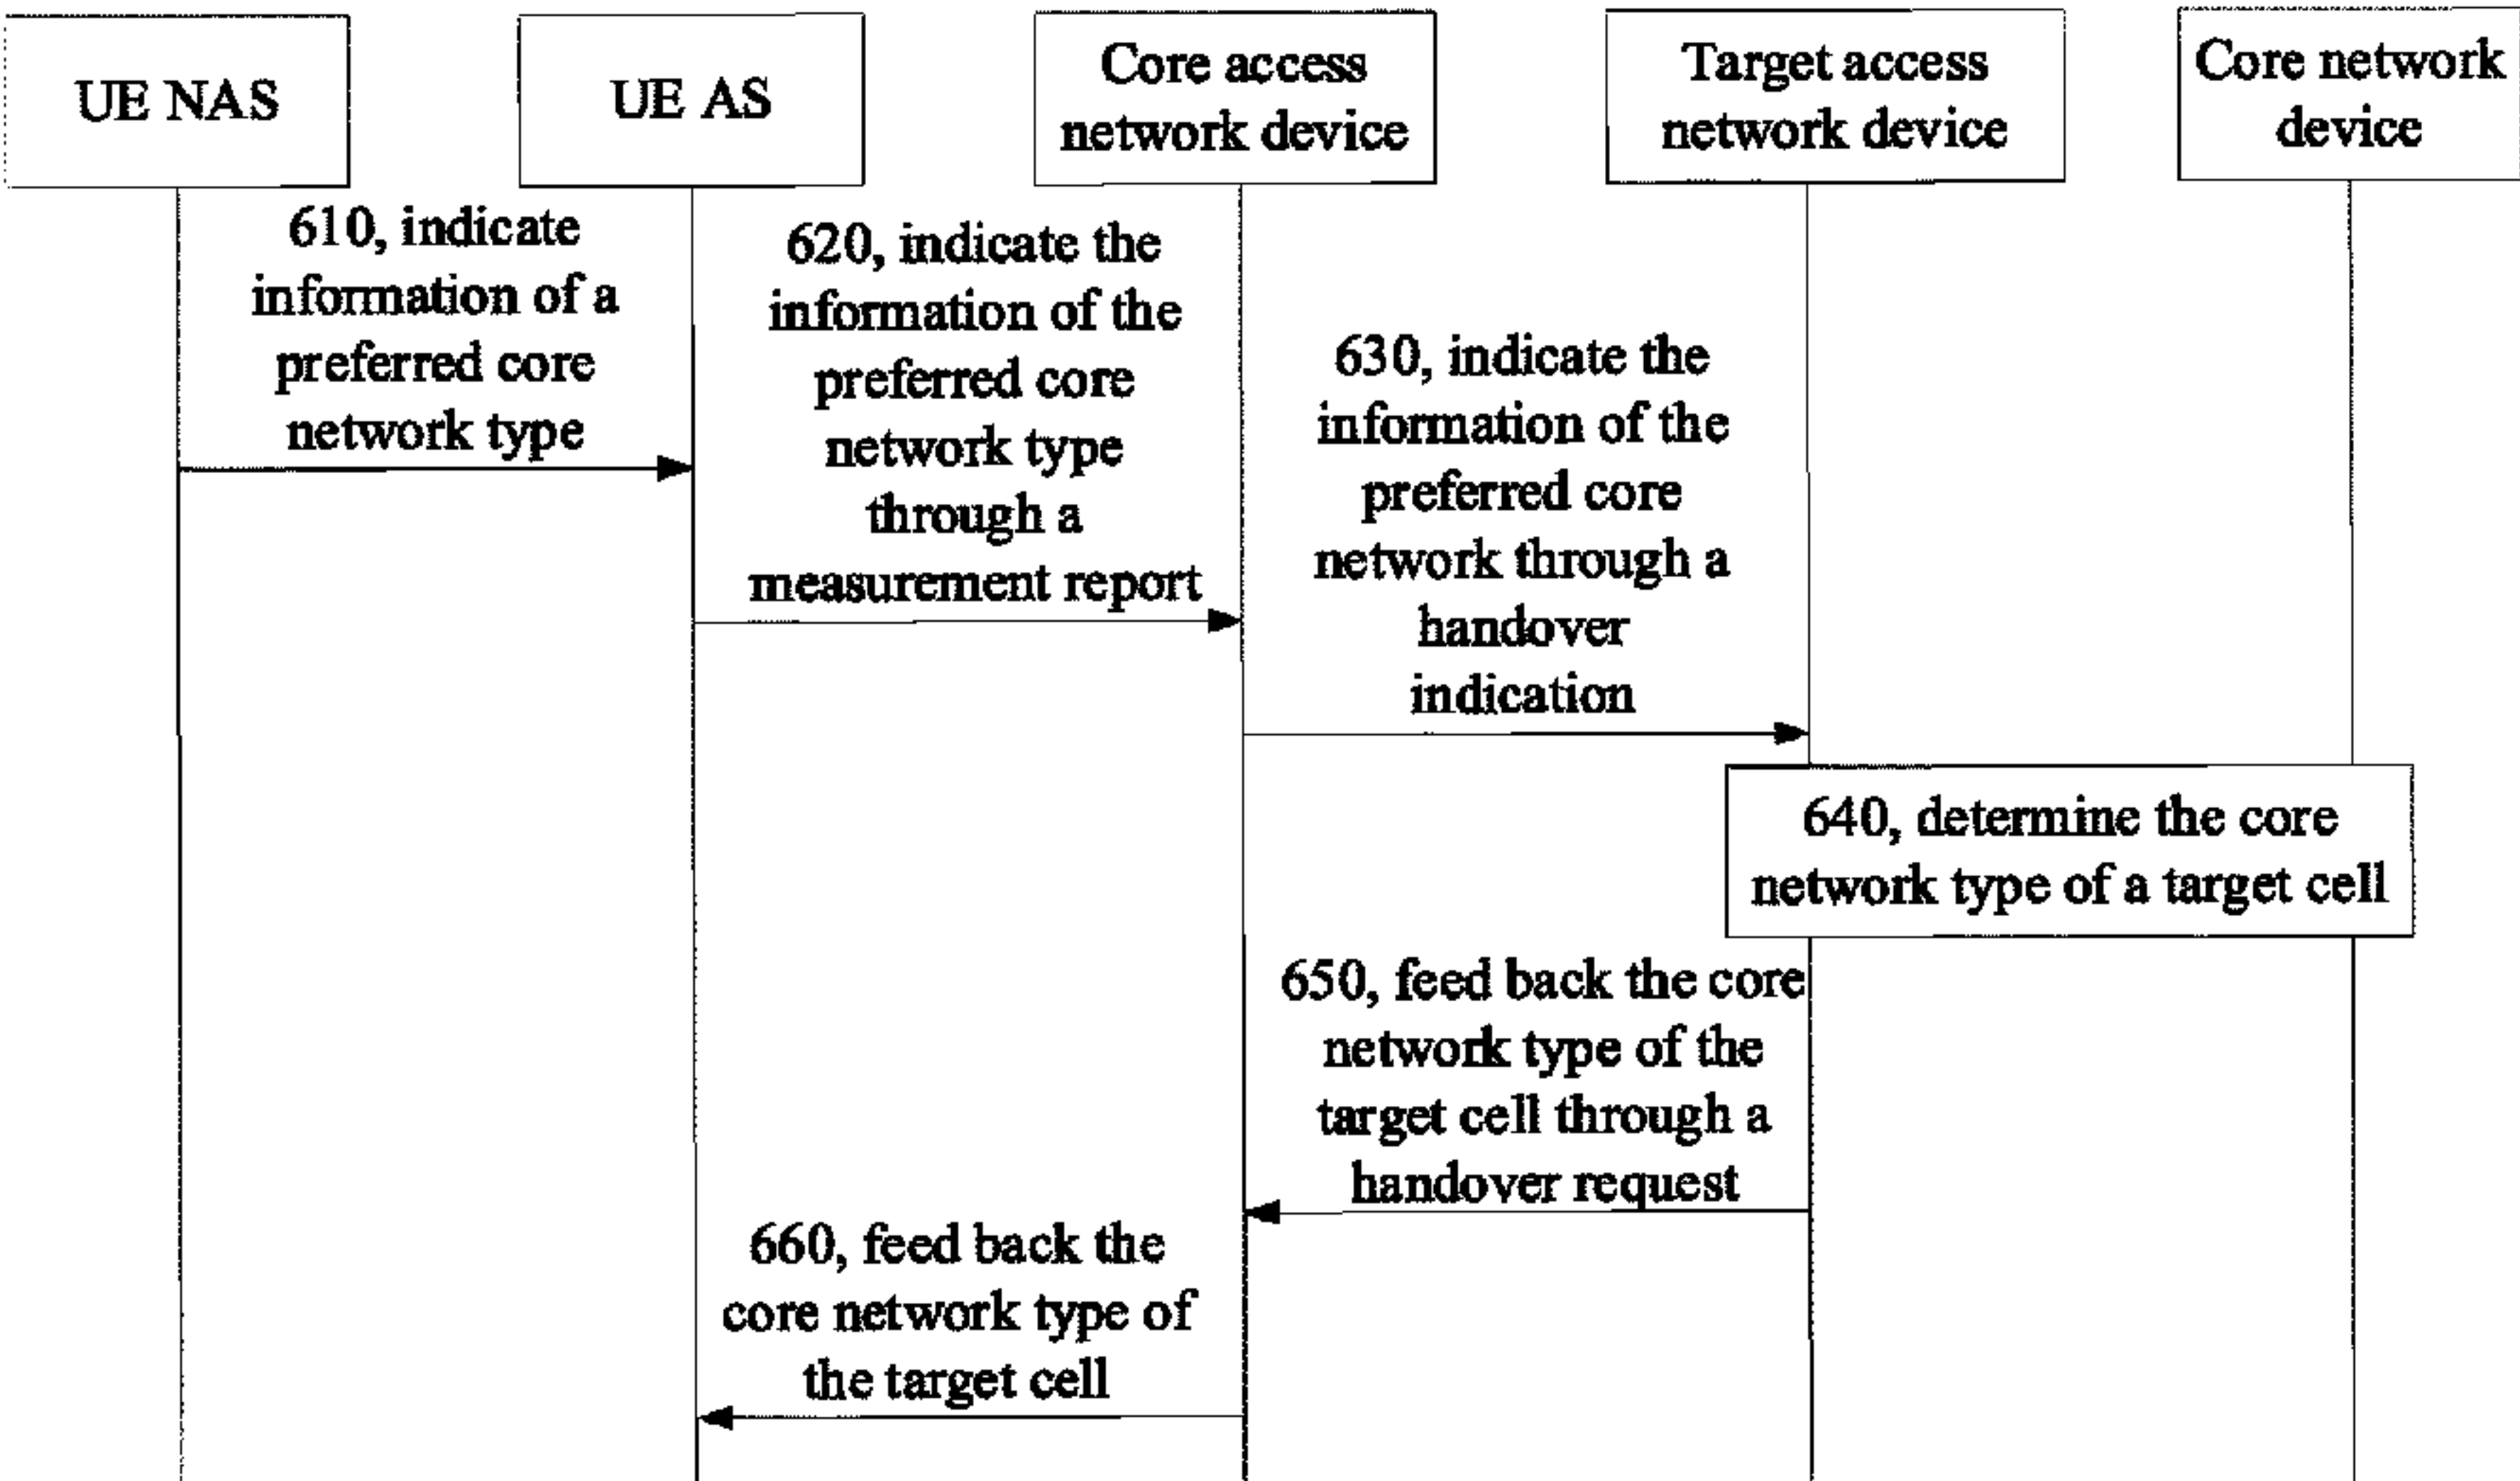 UE NAS
UE AS
Core access
network device
Target access
network device
Core network
device
610, indicate
information of a
preferred core
network type
620, indicate the
information of the
preferred core
network type
through a
measurement report
630, indicate the
information of the
preferred core
network through a
handover
indication
640, determine the core
network type of a target cell
650, feed back the core
network type of the
target cell through a
handover request
660, feed back the
core network type of
the target cell